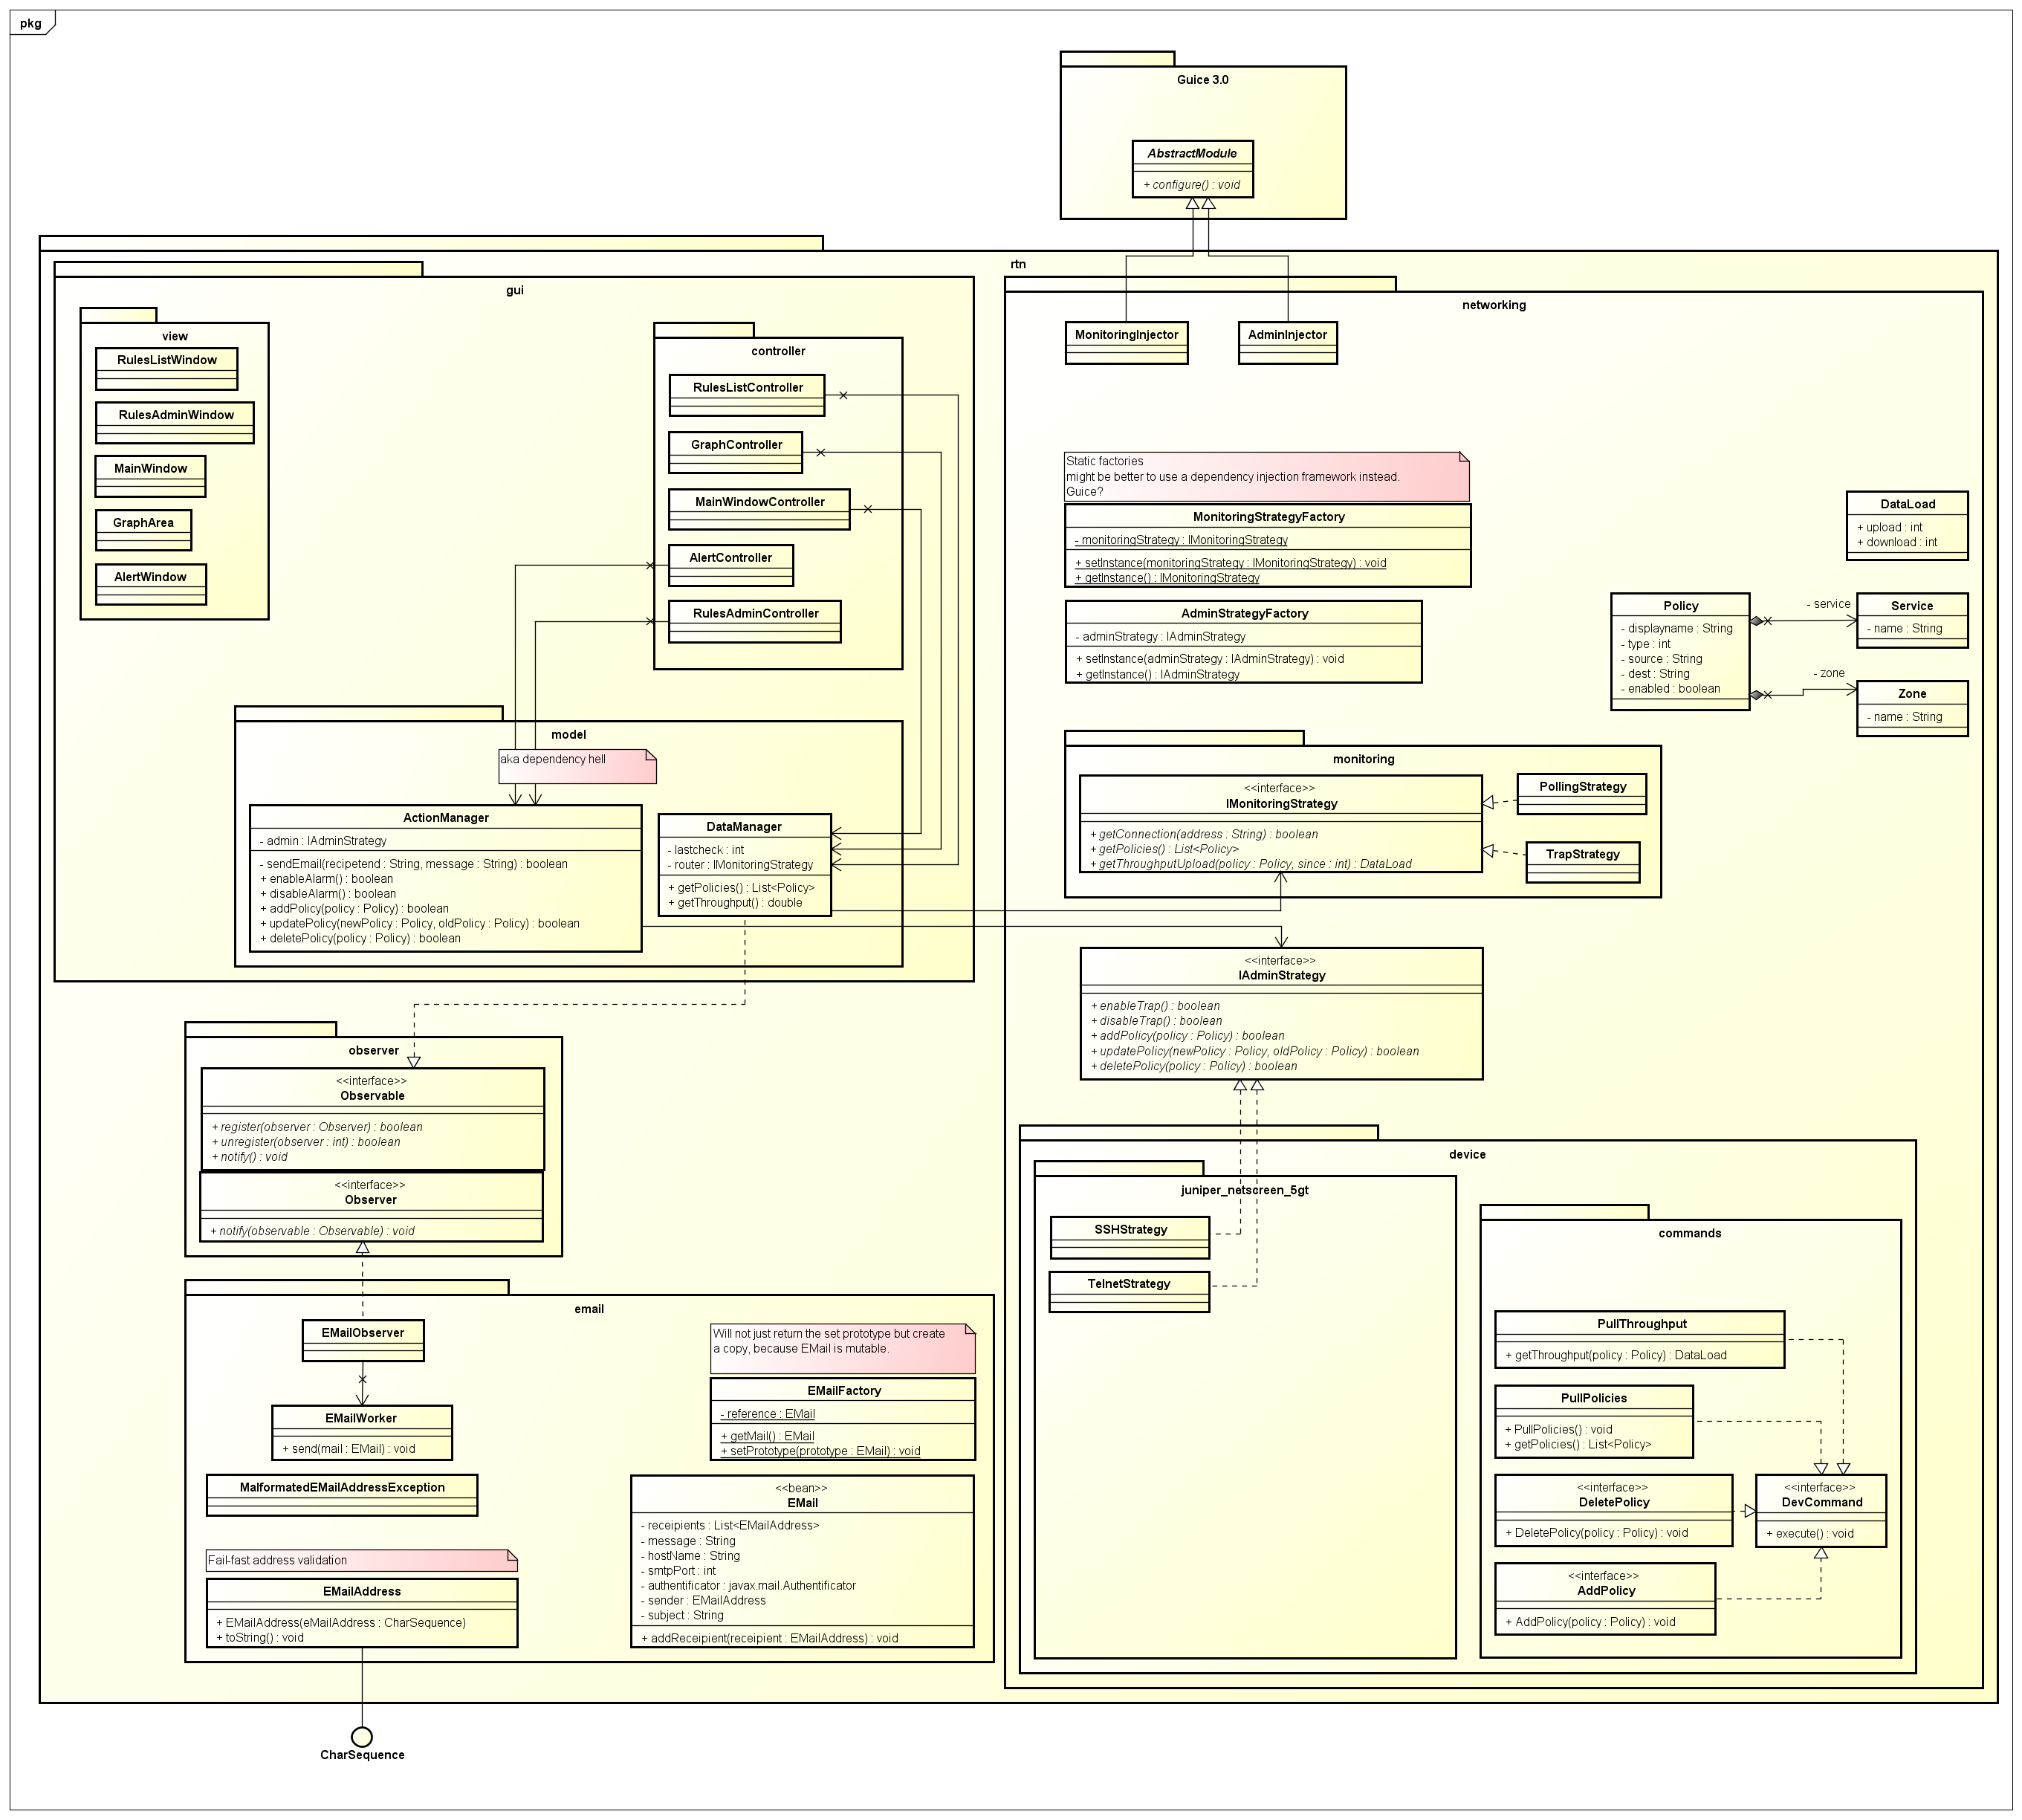 pkg
Guice 3.0
AbstractModule
+ configure() : void
rtn
gui
view
RulesListWindow
RulesAdminWindow
MainWindow
GraphArea
AlertWindow
controller
RulesListController
GraphController
MainWindowController
AlertController
RulesAdminController
model
aka dependency hell
ActionManager
- admin : IAdminStrategy
- sendEmail(recipetend : String, message : String) : boolean
+ enableAlarm() : boolean
+ disableAlarm() : boolean
+ addPolicy(policy : Policy) : boolean
+ updatePolicy(newPolicy : Policy, oldPolicy : Policy) : boolean
+ deletePolicy(policy : Policy) : boolean
DataManager
- lastcheck : int
- router : IMonitoringStrategy
+ getPolicies() : List<Policy>
+ getThroughput() : double
observer
<<interface>>
Observable
+ register(observer : Observer) : boolean
+ unregister(observer : int) : boolean
+ notify() : void
<<interface>>
Observer
+ notify(observable : Observable) : void
email
EMailObserver
EMailWorker
+ send(mail : EMail) : void
MalformatedEMailAddressException
Fail-fast address validation
EMailAddress
+ EMailAddress(eMailAddress : CharSequence)
+ toString() : void
CharSequence
Will not just return the set prototype but create
a copy, because EMail is mutable.
EMailFactory
- reference : EMail
+ getMail() : EMail
+ setPrototype(prototype : EMail) : void
<<bean>>
EMail
- receipients : List<EMailAddress>
- message : String
- hostName : String
- smtpPort : int
- authentificator : javax.mail.Authentificator
- sender : EMailAddress
- subject : String
+ addReceipient(receipient : EMailAddress) : void
networking
MonitoringInjector
AdminInjector
Static factories
might be better to use a dependency injection framework instead.
Guice?
MonitoringStrategyFactory
- monitoringStrategy : IMonitoringStrategy
+ setInstance(monitoringStrategy : IMonitoringStrategy) : void
+ getInstance() : IMonitoringStrategy
AdminStrategyFactory
- adminStrategy : IAdminStrategy
+ setInstance(adminStrategy : IAdminStrategy) : void
+ getInstance() : IAdminStrategy
DataLoad
+ upload : int
+ download : int
Policy
- displayname : String
- type : int
- source : String
- dest : String
- enabled : boolean
- service
Service
- name : String
- zone
Zone
- name : String
monitoring
<<interface>>
IMonitoringStrategy
+ getConnection(address : String) : boolean
+ getPolicies() : List<Policy>
+ getThroughputUpload(policy : Policy, since : int) : DataLoad
PollingStrategy
TrapStrategy
<<interface>>
IAdminStrategy
+ enableTrap() : boolean
+ disableTrap() : boolean
+ addPolicy(policy : Policy) : boolean
+ updatePolicy(newPolicy : Policy, oldPolicy : Policy) : boolean
+ deletePolicy(policy : Policy) : boolean
device
juniper_netscreen_5gt
SSHStrategy
TelnetStrategy
commands
PullThroughput
+ getThroughput(policy : Policy) : DataLoad
PullPolicies
+ PullPolicies() : void
+ getPolicies() : List<Policy>
<<interface>>
DeletePolicy
+ DeletePolicy(policy : Policy) : void
<<interface>>
DevCommand
+ execute() : void
<<interface>>
AddPolicy
+ AddPolicy(policy : Policy) : void